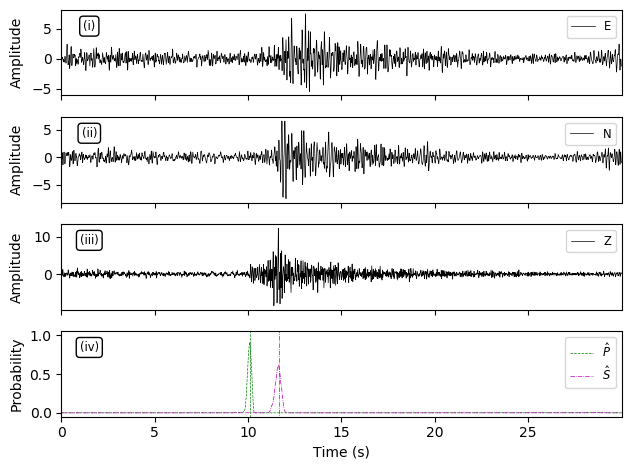 (i)
E
Amplitude
5
0
−5
(ii)
N
Amplitude
5
0
−5
(iii)
Z
Amplitude
10
0
(iv)
P̂
Ŝ
Probability
1.0
0.5
0.0
0 5 10 15 20 25
Time (s)